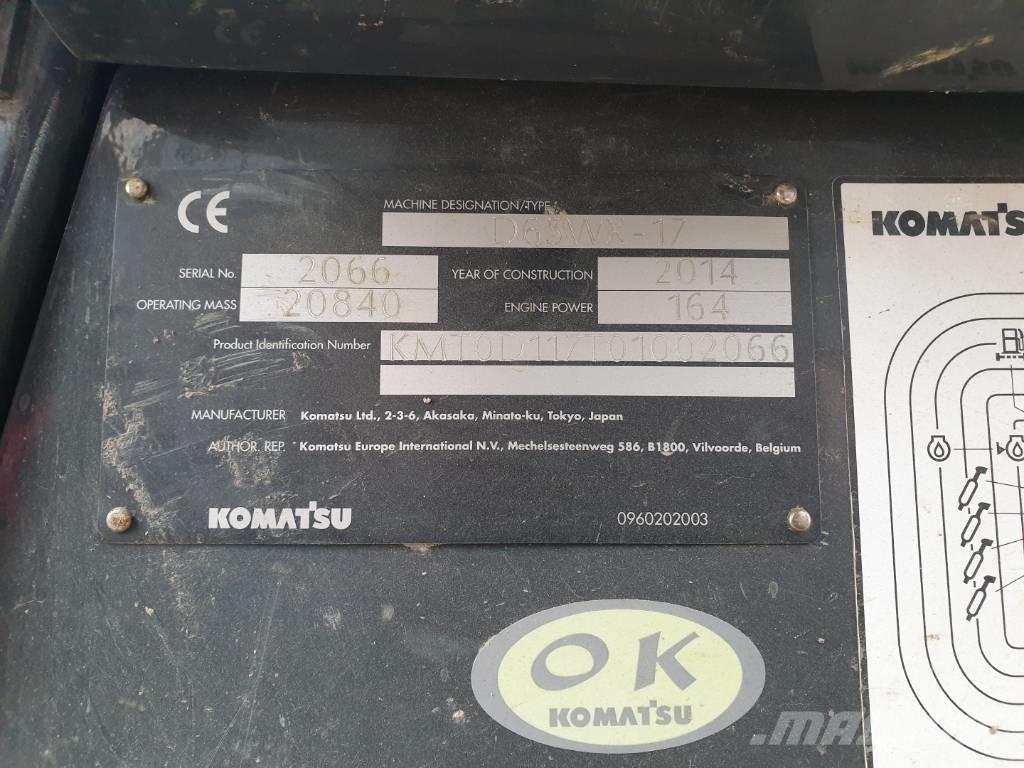 CE
MACHINE DESIGNATION/TYPE
D65WX-17
SERIAL No. 2066 YEAR OF CONSTRUCTION 2014
OPERATING MASS 20840 ENGINE POWER 164
Product Identification Number KMT0D117T01002066
MANUFACTURER Komatsu Ltd., 2-3-6, Akasaka, Minato-ku, Tokyo, Japan
AUTHOR. REP. Komatsu Europe International N.V., Mechelsesteenweg 586, B1800, Vilvoorde, Belgium
KOMATSU 0960202003
KOMATS
OK
KOMATSU